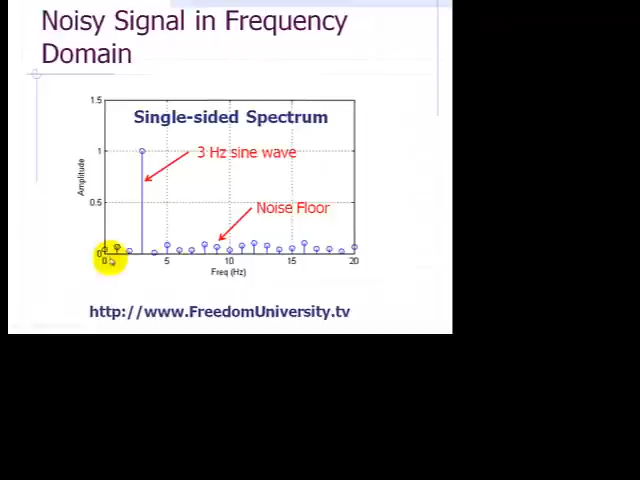 Noisy Signal in Frequency
Domain
Single-sided Spectrum
1.5
1
0.5
0
Amplitude
3 Hz sine wave
Noise Floor
0 5 10 15 20
Freq (Hz)
http://www.FreedomUniversity.tv